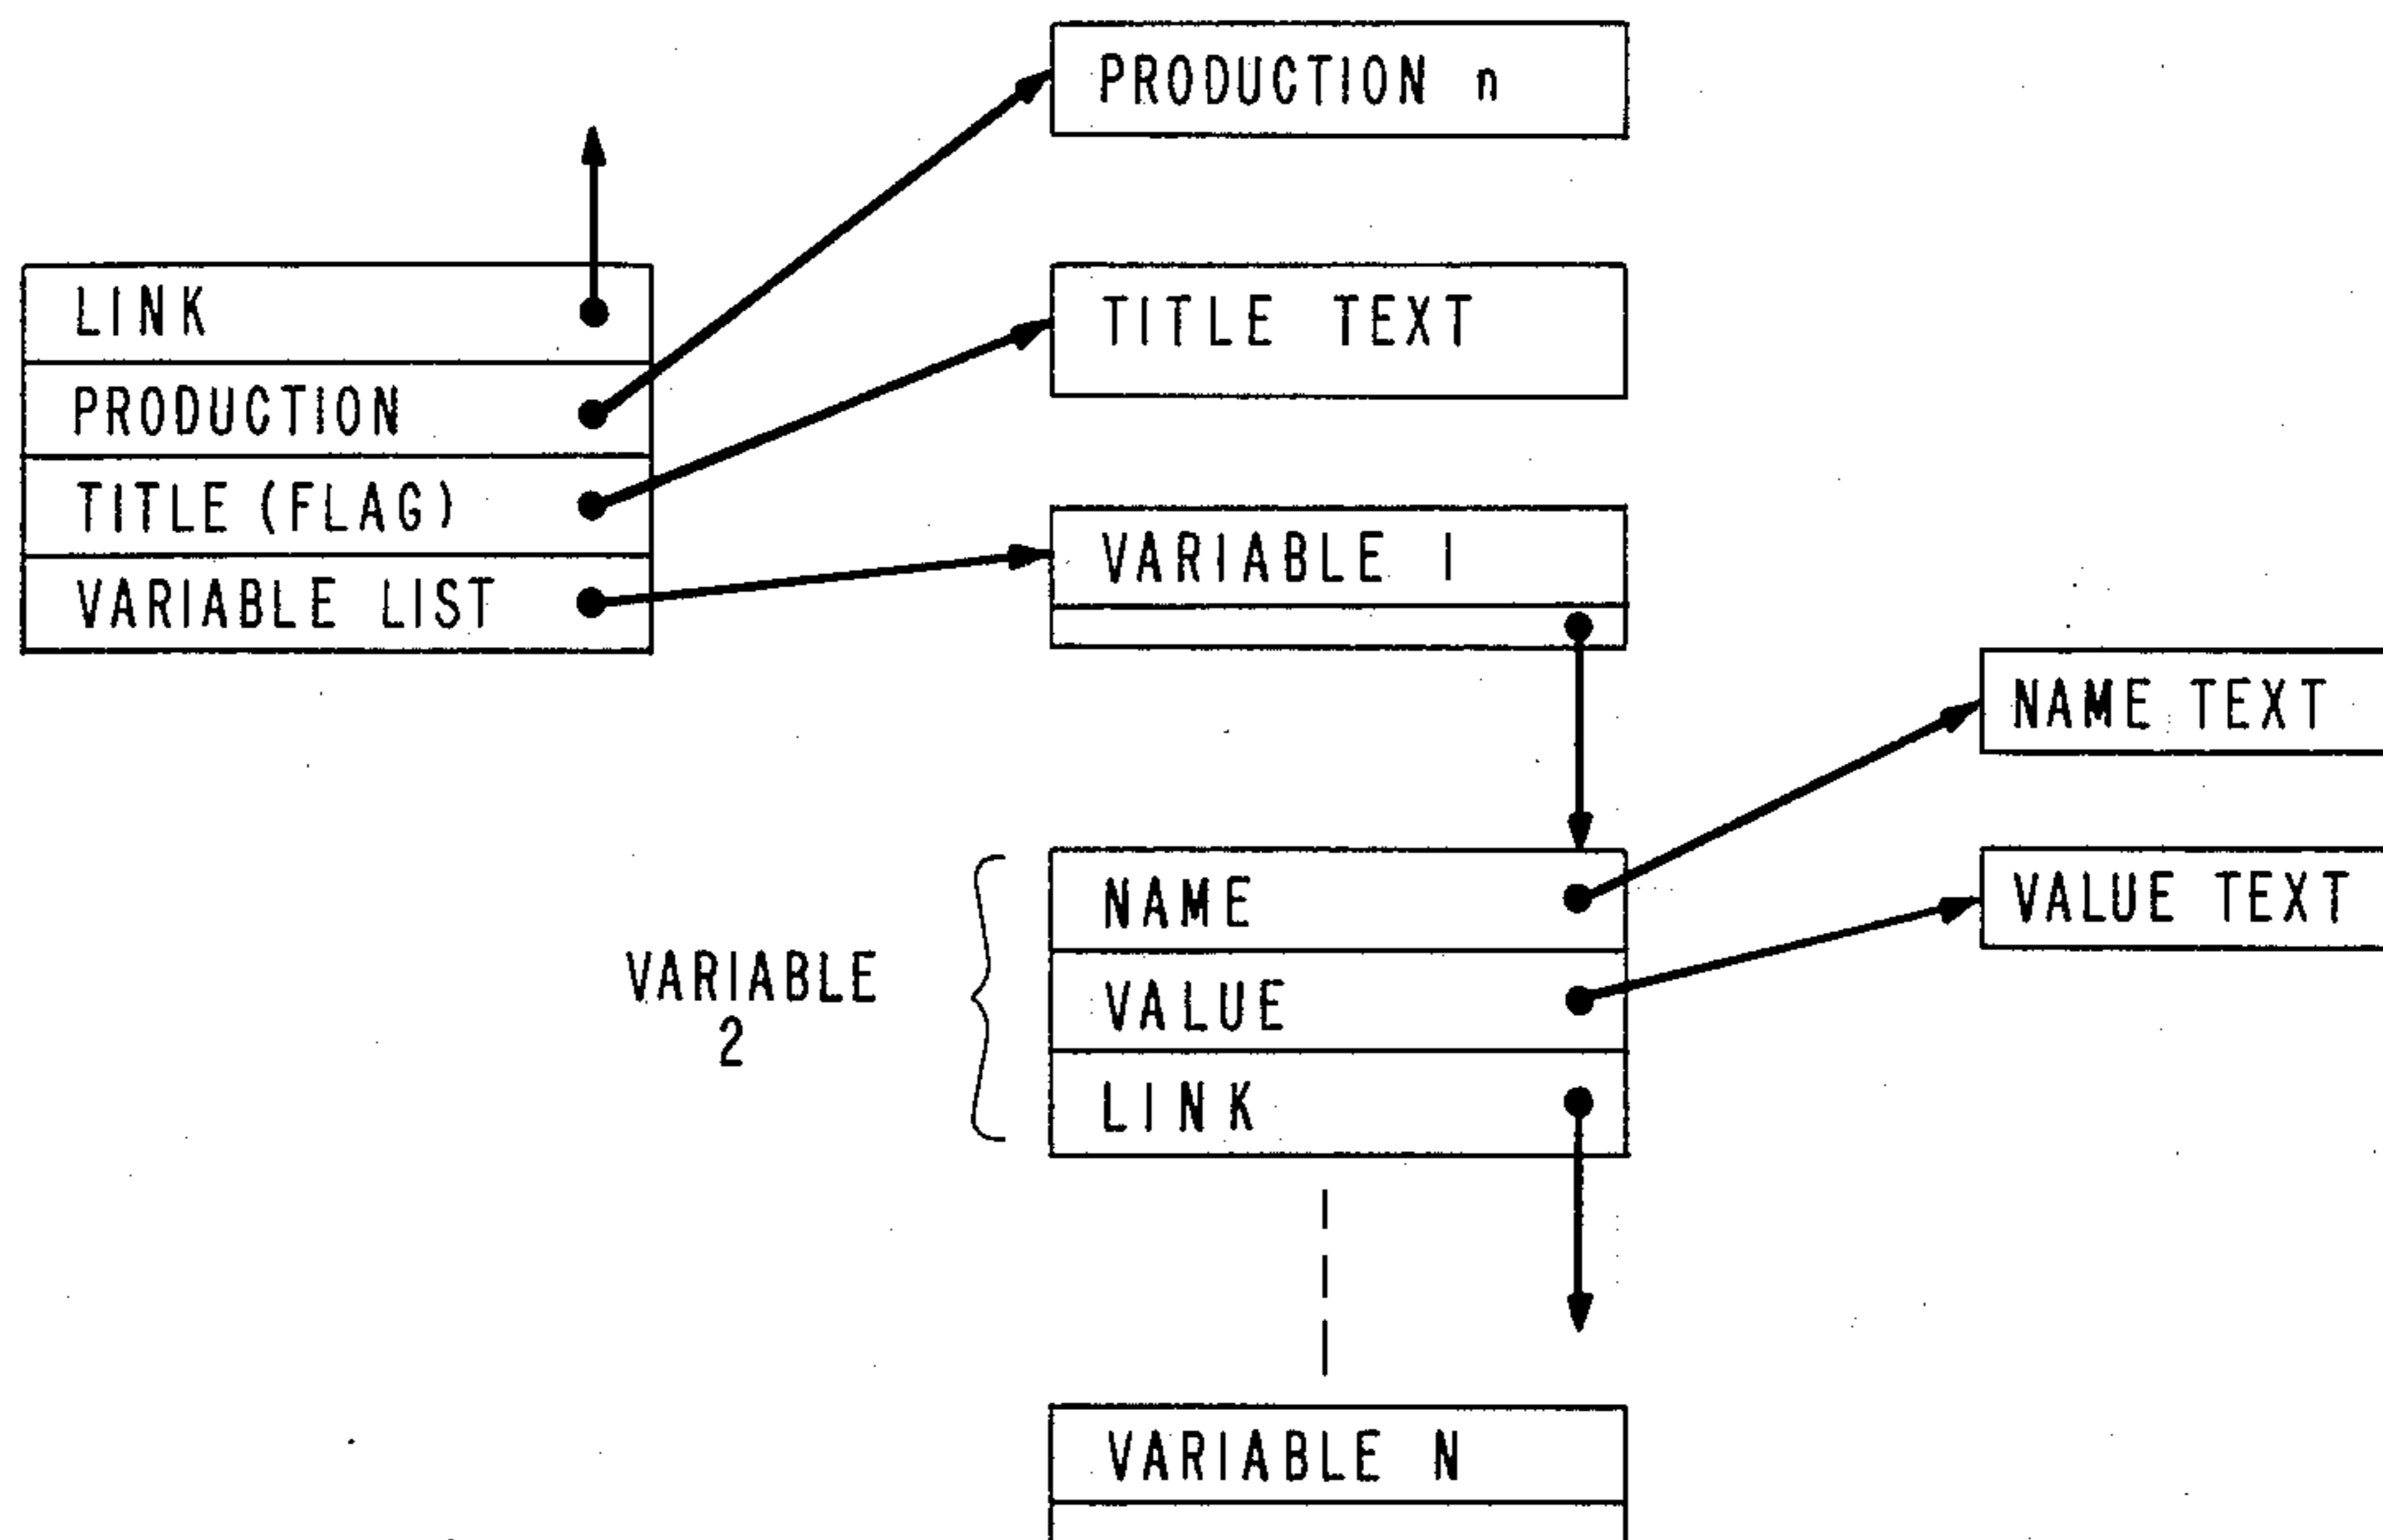 PRODUCTION n
LINK
PRODUCTION
TITLE (FLAG)
VARIABLE LIST
TITLE TEXT
VARIABLE 1
NAME TEXT
VALUE TEXT
VARIABLE
2
NAME
VALUE
LINK
VARIABLE N